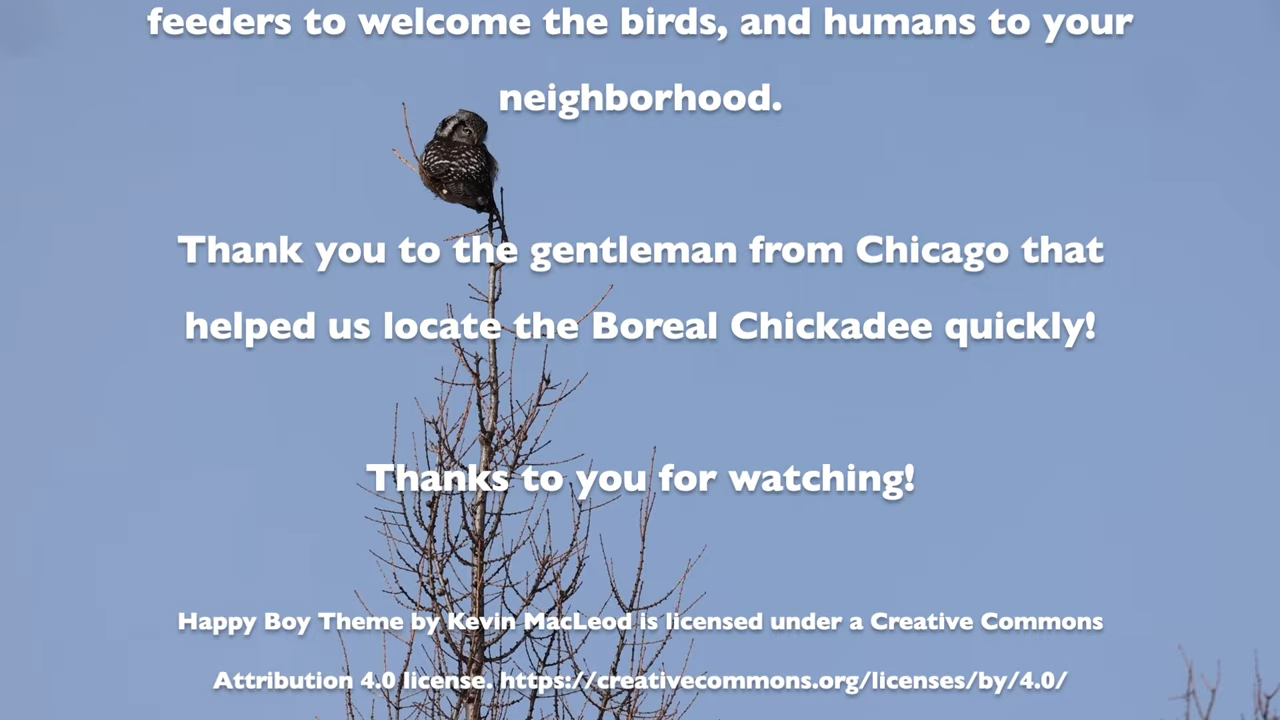 feeders to welcome the birds, and humans to your
neighborhood.
Thank you to the gentleman from Chicago that
helped us locate the Boreal Chickadee quickly!
Thanks to you for watching!
Happy Boy Theme by Kevin MacLeod is licensed under a Creative Commons
Attribution 4.0 license. https://creativecommons.org/licenses/by/4.0/